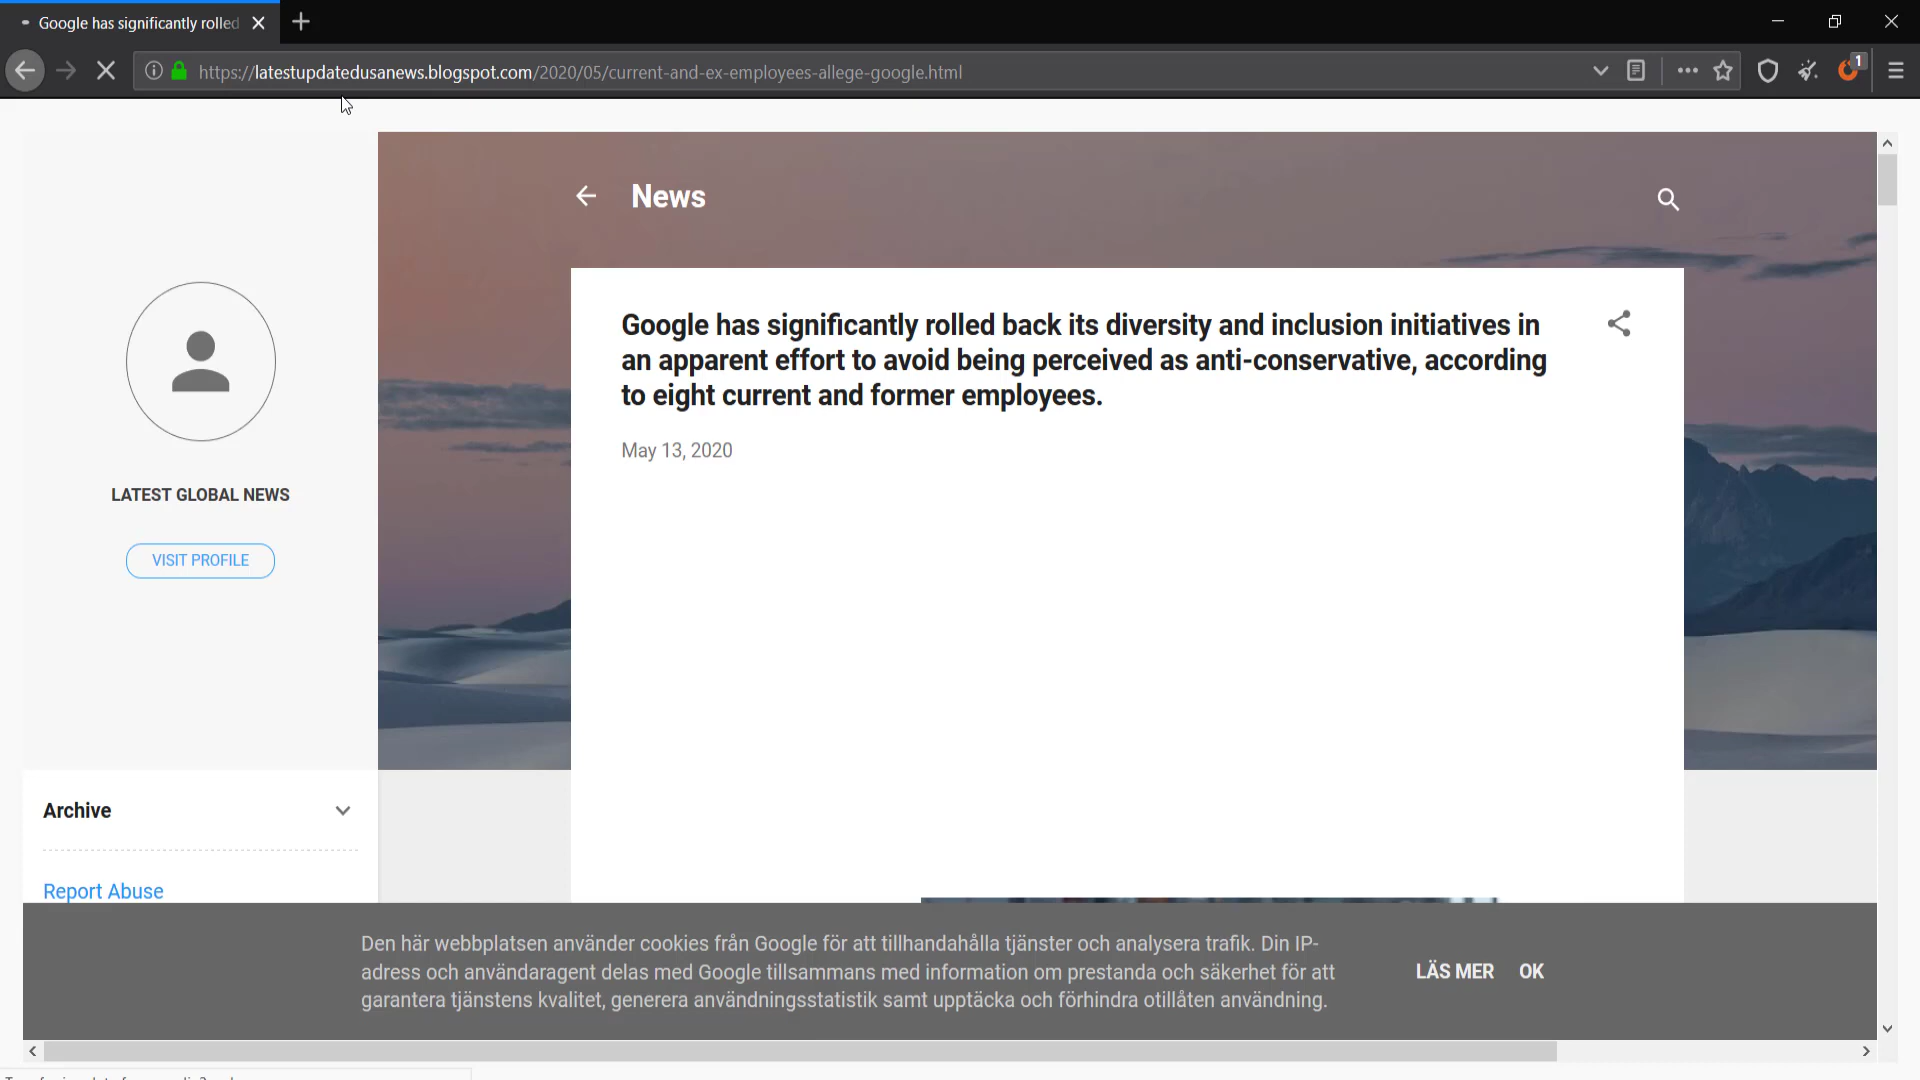 Google has significantly rolled
https://latestupdatedusanews.blogspot.com/2020/05/current-and-ex-employees-allege-google.html
1
News
Google has significantly rolled back its diversity and inclusion initiatives in
an apparent effort to avoid being perceived as anti-conservative, according
to eight current and former employees.
May 13, 2020
LATEST GLOBAL NEWS
VISIT PROFILE
Archive
Report Abuse
Den här webbplatsen använder cookies från Google för att tillhandahålla tjänster och analysera trafik. Din IP-
adress och användaragent delas med Google tillsammans med information om prestanda och säkerhet för att
garantera tjänstens kvalitet, generera användningsstatistik samt upptäcka och förhindra otillåten användning.
LÄS MER OK